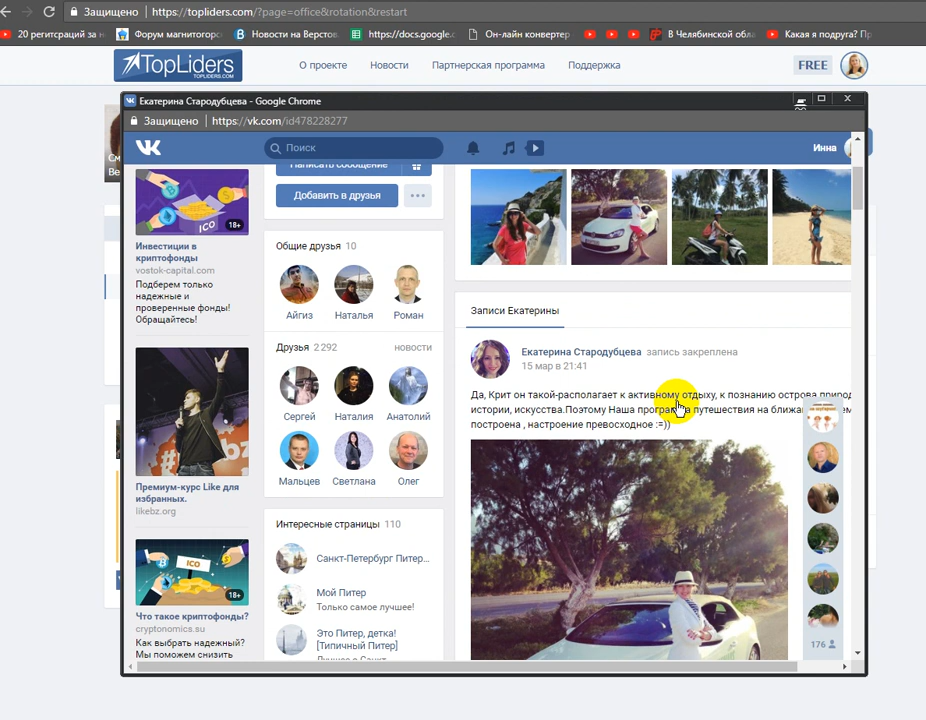 Защищено https://topliders.com/?page=office&rotation&restart
20 регитсраций за н
Форум магнитогорс
Новости на Верстов
https://docs.google.c
Он-лайн конвертер
В Челябинской обла
Какая я подруга? Пр
TopLiders
TOPLIDERS.COM
О проекте
Новости
Партнерская программа
Поддержка
FREE
Екатерина Стародубцева - Google Chrome
Защищено https://vk.com/id478228277
Поиск
Инна
Написать сообщение
Добавить в друзья
ICO
18+
Инвестиции в
криптофонды
vostok-capital.com
Подберем только
надежные и
проверенные фонды!
Обращайтесь!
Премиум-курс Like для
избранных.
likebz.org
ICO
18+
Что такое криптофонды?
cryptonomics.su
Как выбрать надежный?
Мы поможем снизить
Общие друзья 10
Айгиз
Наталья
Роман
Друзья 2 292
новости
Сергей
Наталия
Анатолий
Мальцев
Светлана
Олег
Интересные страницы 110
Санкт-Петербург Питер...
Мой Питер
Только самое лучшее!
Это Питер, детка!
[Типичный Питер]
Записи Екатерины
Екатерина Стародубцева запись закреплена
15 мар в 21:41
Да, Крит он такой-располагает к активному отдыху, к познанию острова природ
истории, искусства.Поэтому Наша программа путешествия на ближа
построена , настроение превосходное :=))
176